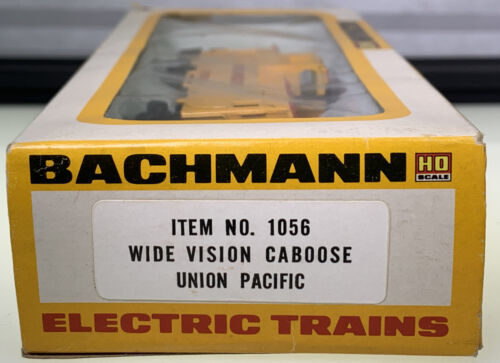 BACHMANN HO SCALE
ITEM NO. 1056
WIDE VISION CABOOSE
UNION PACIFIC
ELECTRIC TRAINS